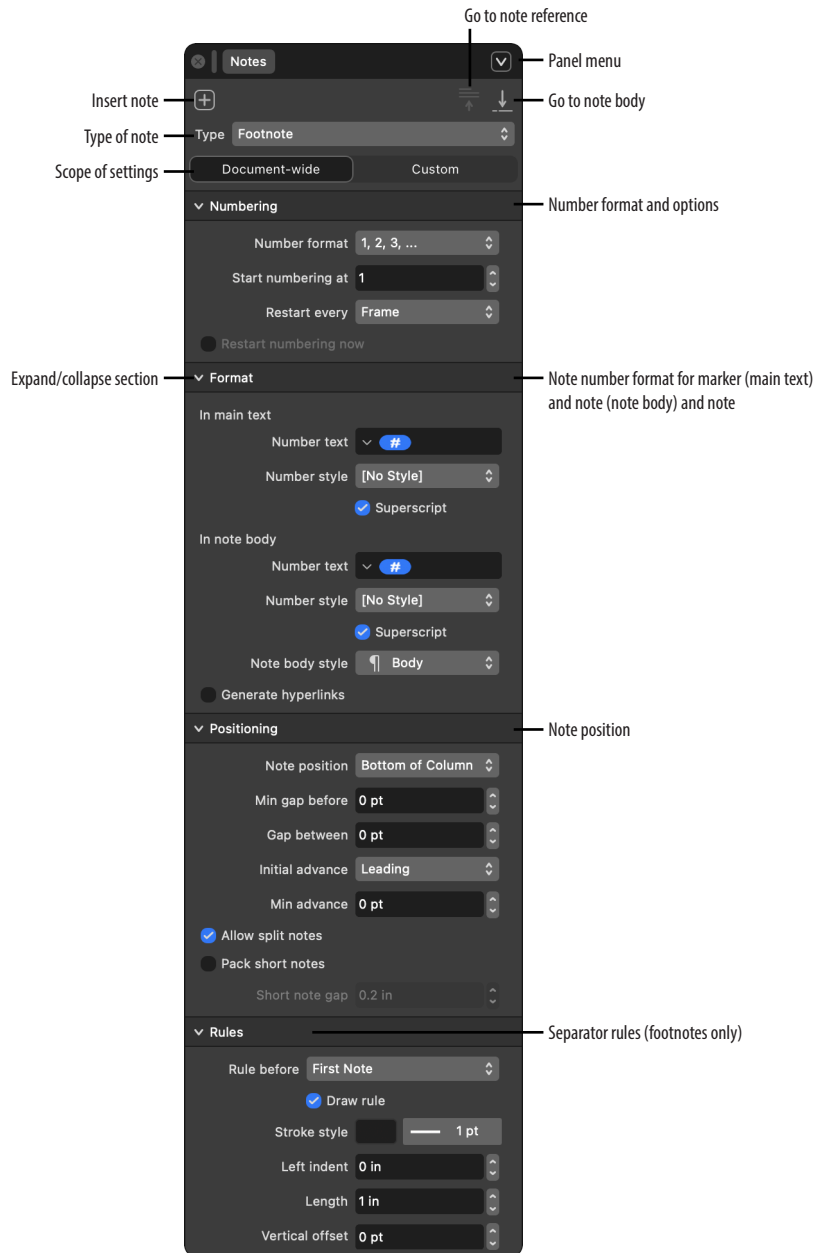 Go to note reference
Notes
Panel menu
Insert note
Go to note body
Type of note
Type Footnote
Scope of settings
Document-wide Custom
Numbering
Number format and options
Number format 1, 2, 3, ...
Start numbering at 1
Restart every Frame
Restart numbering now
Expand/collapse section
Format
Note number format for marker (main text)
and note (note body) and note
In main text
Number text #
Number style [No Style]
Superscript
In note body
Number text #
Number style [No Style]
Superscript
Note body style ¶ Body
Generate hyperlinks
Positioning
Note position
Note position Bottom of Column
Min gap before 0 pt
Gap between 0 pt
Initial advance Leading
Min advance 0 pt
Allow split notes
Pack short notes
Short note gap 0.2 in
Rules
Separator rules (footnotes only)
Rule before First Note
Draw rule
Stroke style 1 pt
Left indent 0 in
Length 1 in
Vertical offset 0 pt